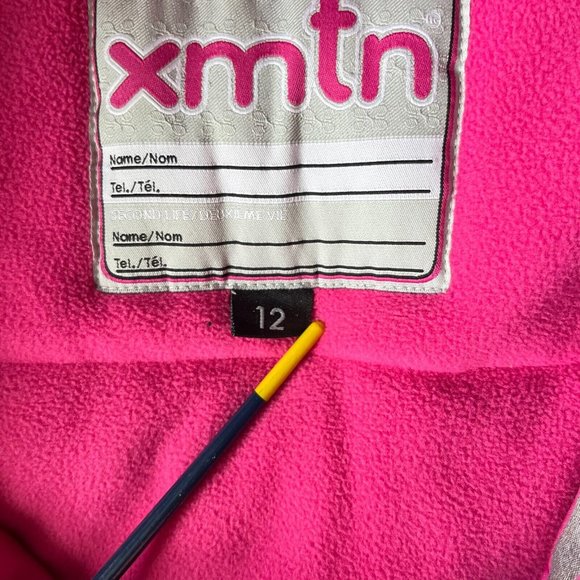 xmtn
Name/Nom
Tel./Tél.
SECOND LIFE/DEUXIÈME VIE
Name/Nom
Tel./Tél.
12